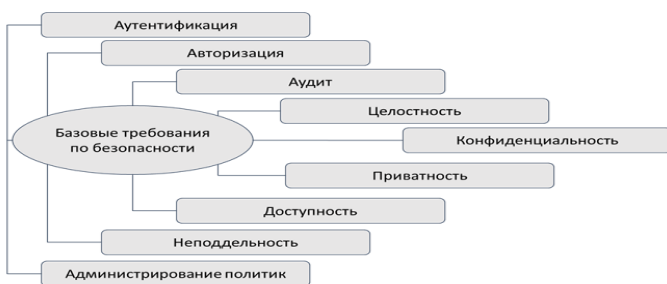 Аутентификация
Авторизация
Аудит
Целостность
Базовые требования
по безопасности
Конфиденциальность
Приватность
Доступность
Неподдельность
Администрирование политик